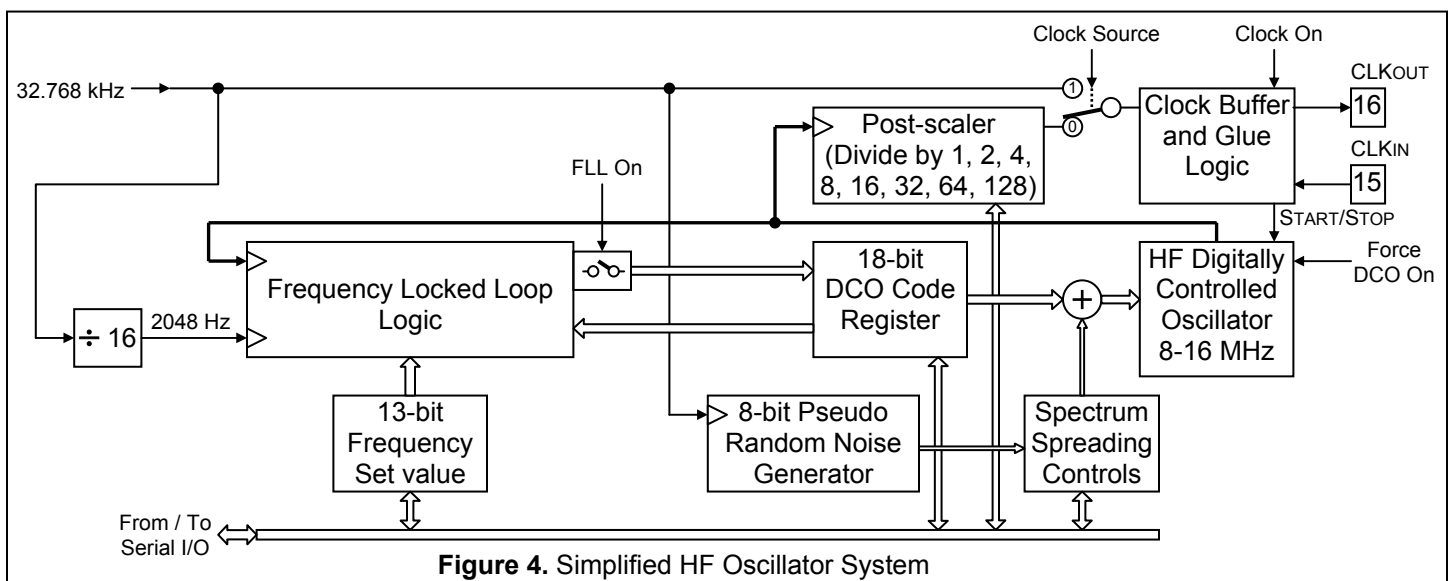 Clock Source
Clock On
32.768 kHz
1
0
CLKOUT
16
CLKIN
15
Clock Buffer
and Glue
Logic
Post-scaler
(Divide by 1, 2, 4,
8, 16, 32, 64, 128)
FLL On
START/STOP
Force
DCO On
Frequency Locked Loop
Logic
18-bit
DCO Code
Register
+
HF Digitally
Controlled
Oscillator
8-16 MHz
÷ 16
2048 Hz
13-bit
Frequency
Set value
8-bit Pseudo
Random Noise
Generator
Spectrum
Spreading
Controls
From / To
Serial I/O
Figure 4. Simplified HF Oscillator System